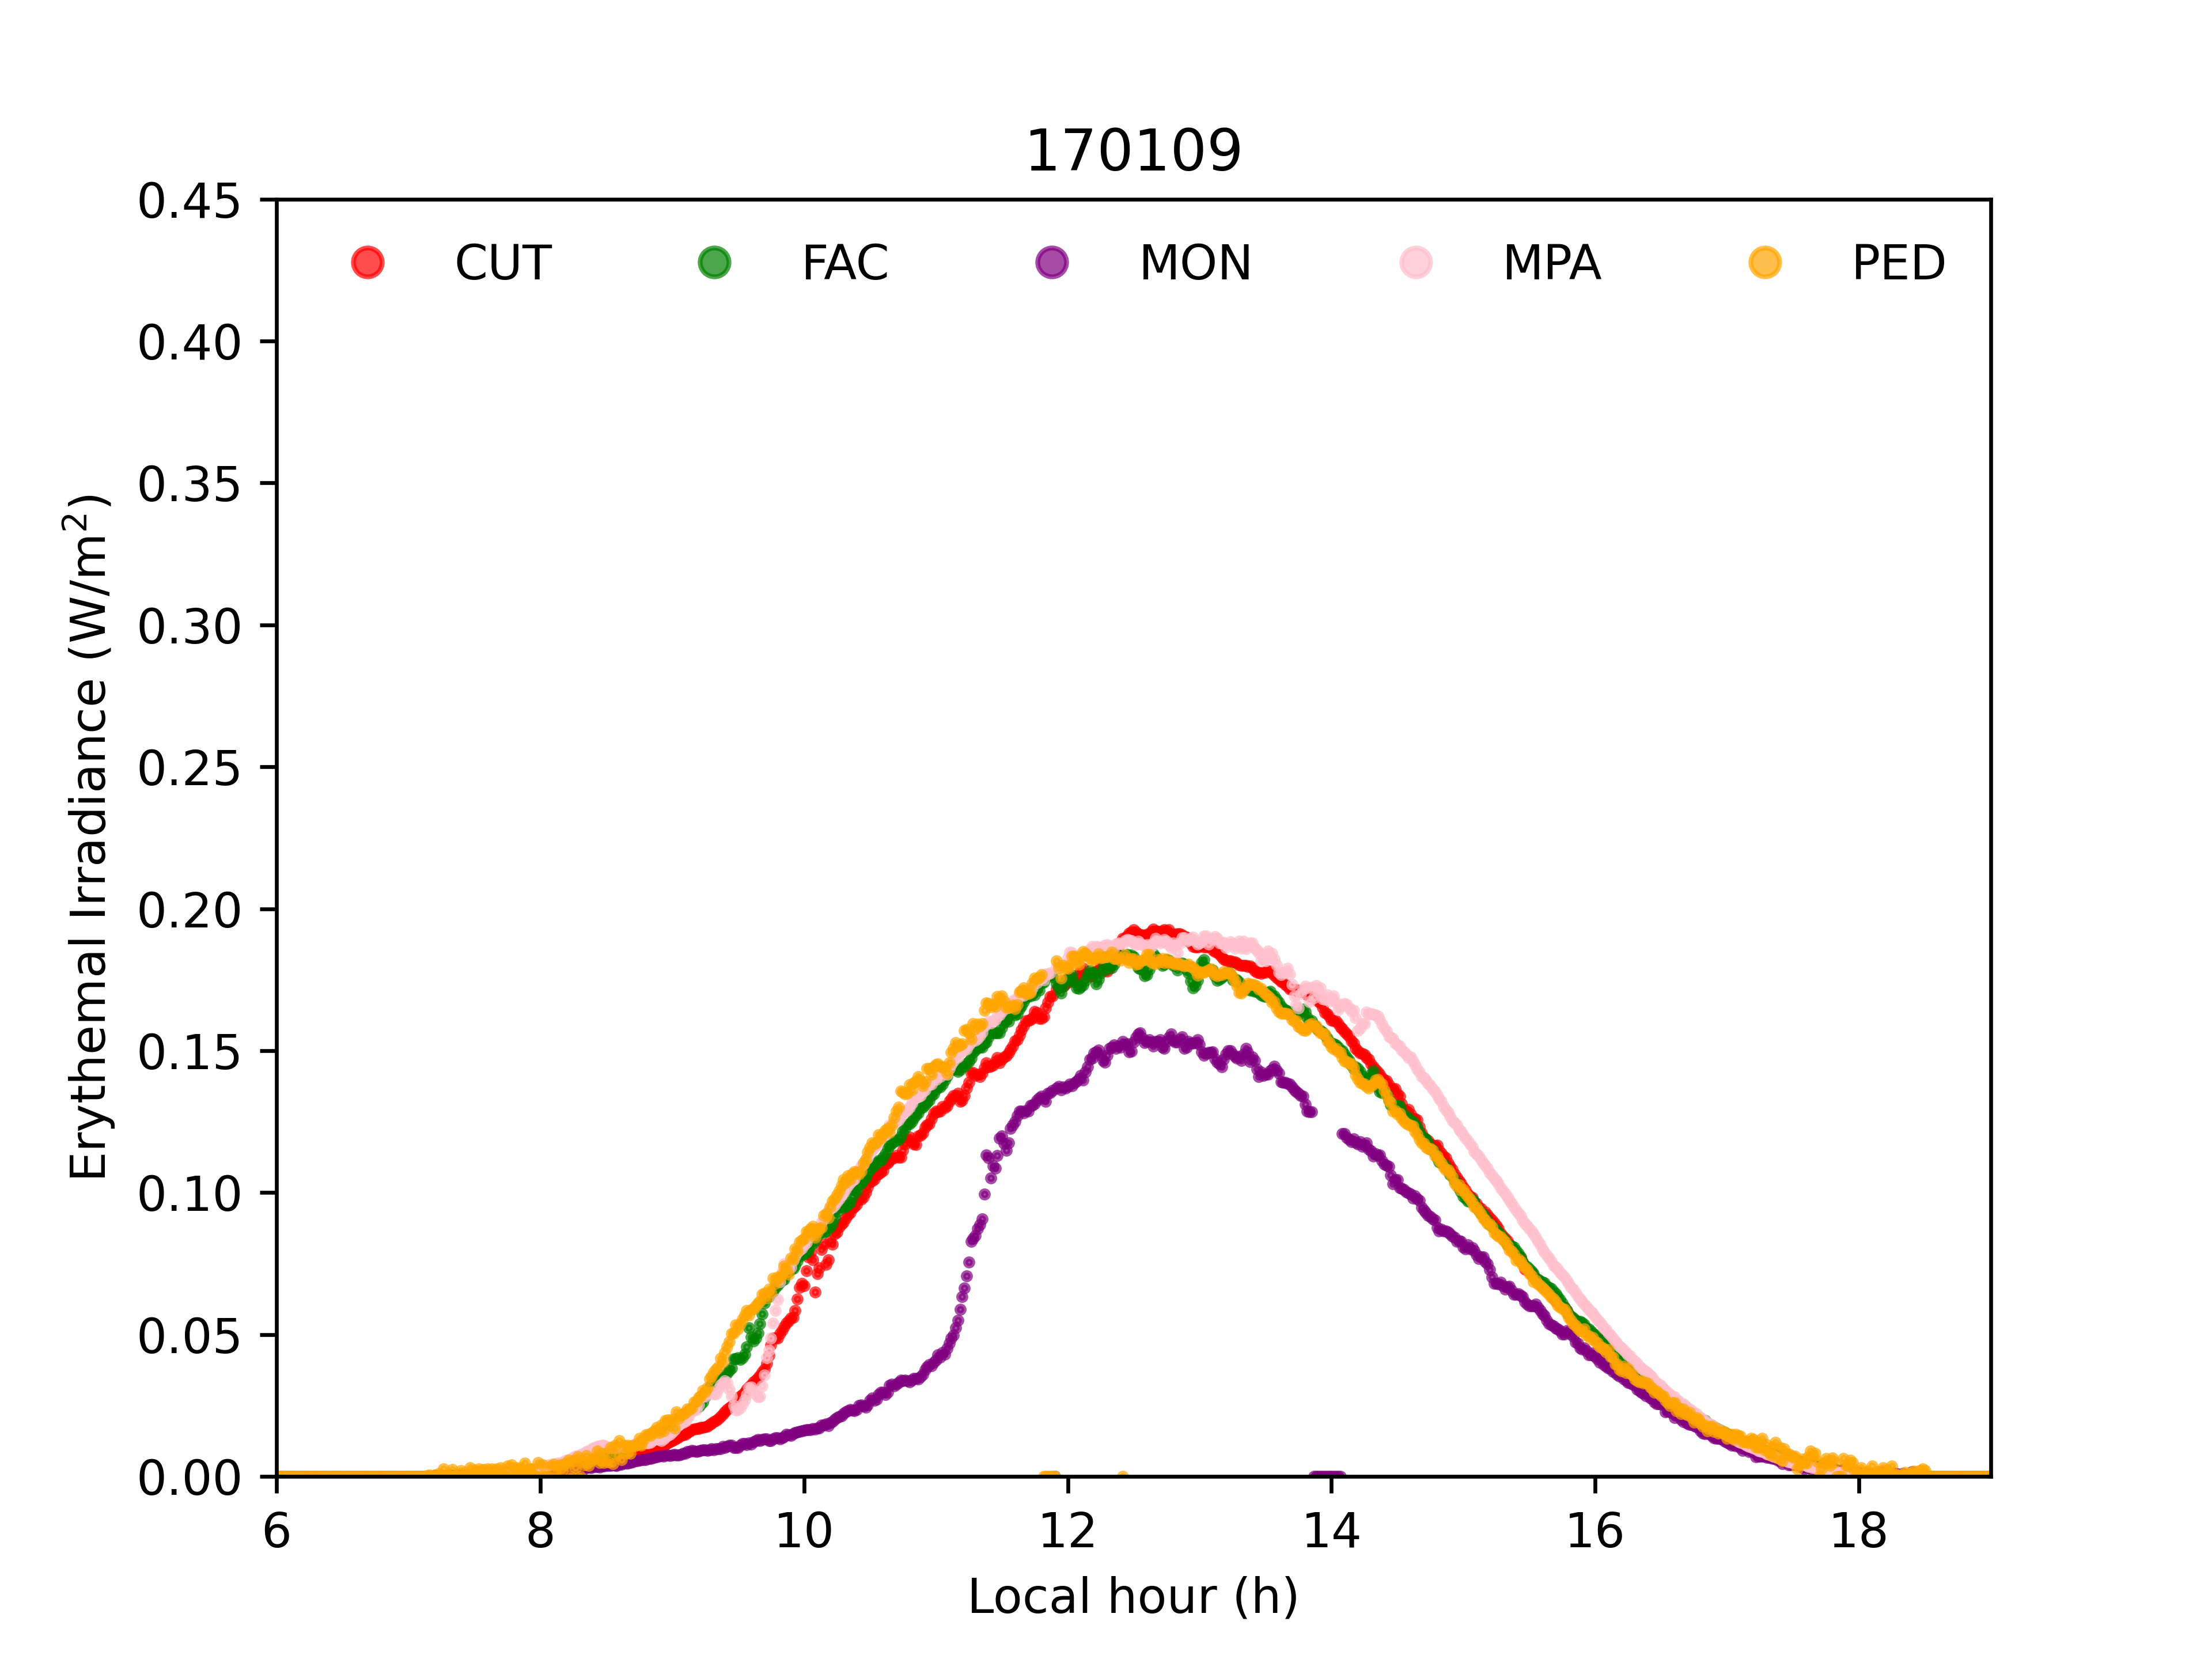 170109
CUT FAC MON MPA PED
0.45
0.40
0.35
0.30
0.25
0.20
0.15
0.10
0.05
0.00
Erythemal Irradiance (W/m²)
6 8 10 12 14 16 18
Local hour (h)